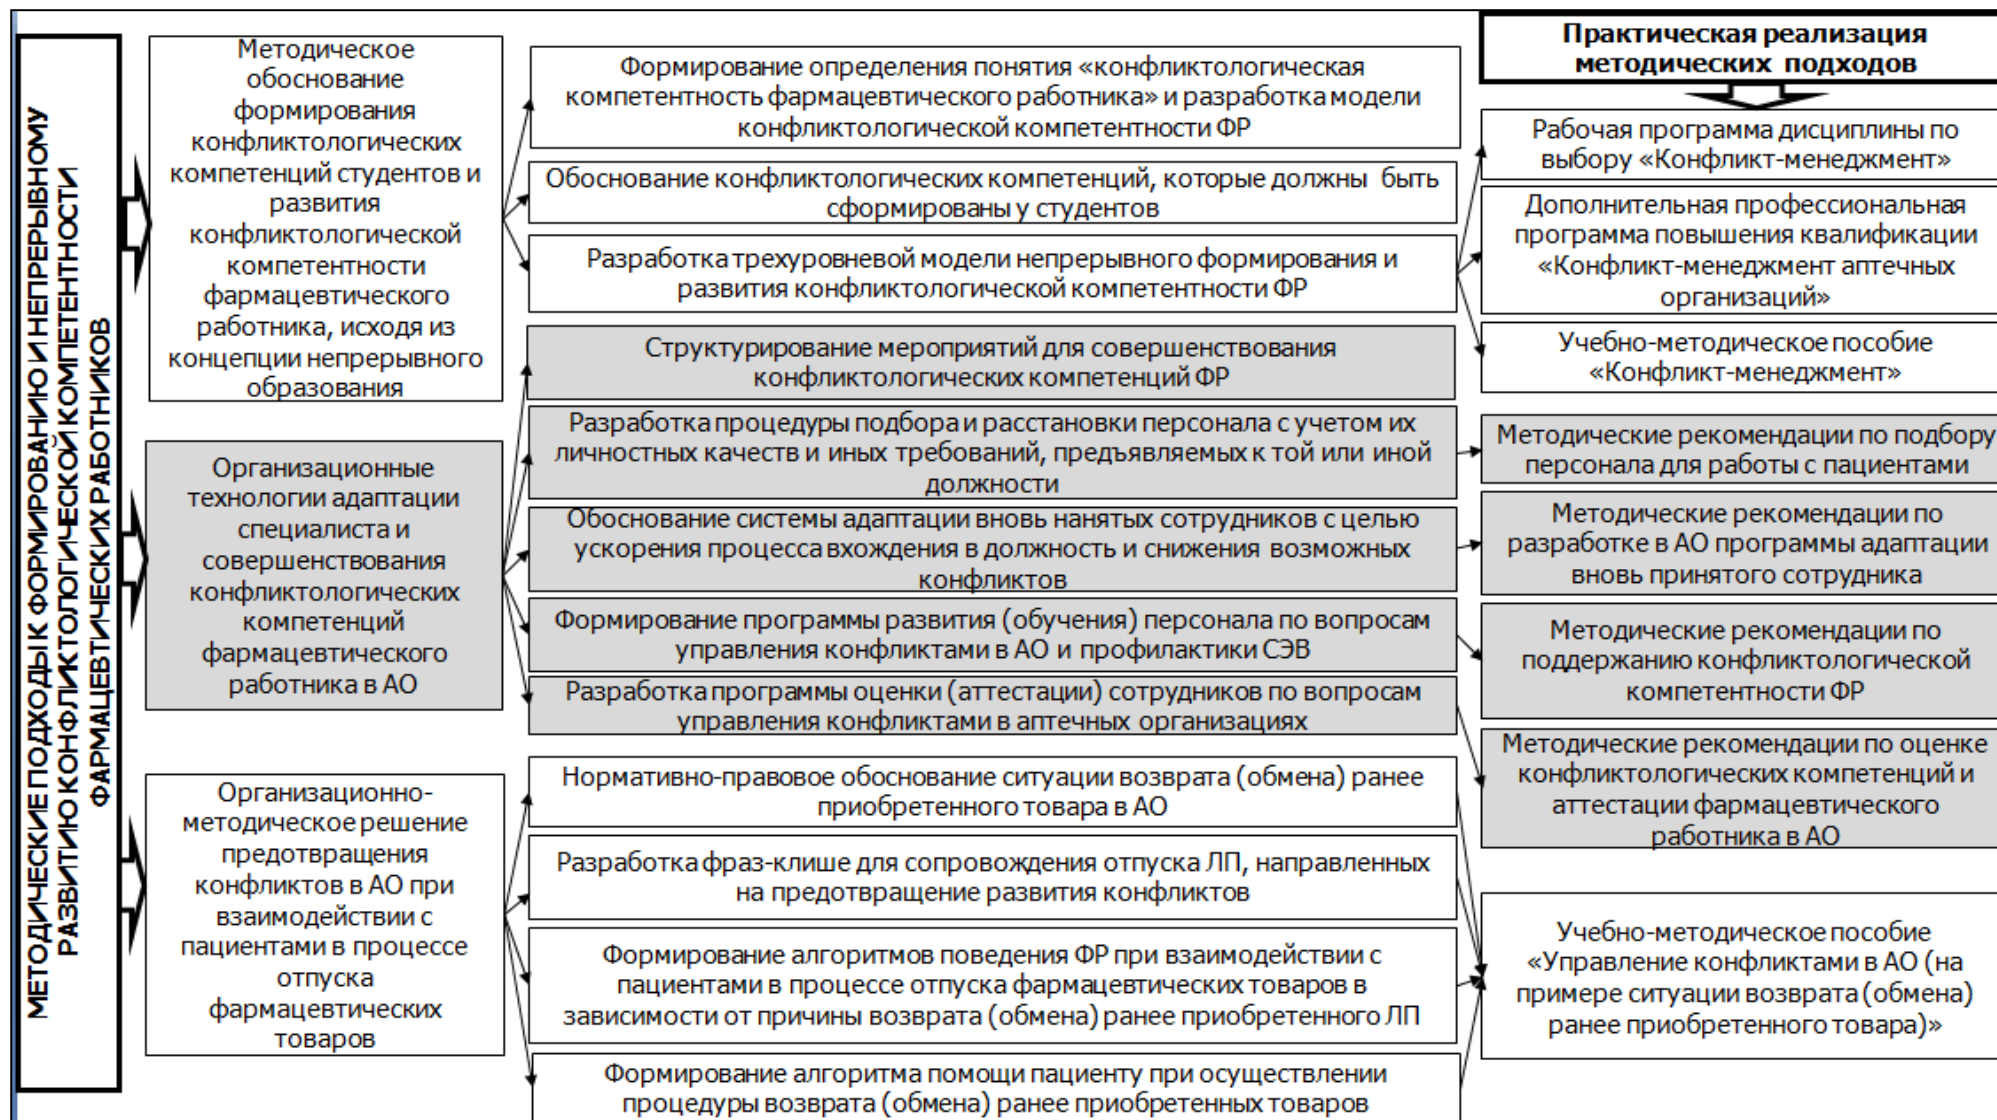 МЕТОДИЧЕСКИЕ ПОДХОДЫ К ФОРМИРОВАНИЮ И НЕПРЕРЫВНОМУ
РАЗВИТИЮ КОНФЛИКТОЛОГИЧЕСКОЙ КОМПЕТЕНТНОСТИ
ФАРМАЦЕВТИЧЕСКИХ РАБОТНИКОВ
Методическое
обоснование
формирования
конфликтологических
компетенций студентов и
развития
конфликтологической
компетентности
фармацевтического
работника, исходя из
концепции непрерывного
образования
Организационные
технологии адаптации
специалиста и
совершенствования
конфликтологических
компетенций
фармацевтического
работника в АО
Организационно-
методическое решение
предотвращения
конфликтов в АО при
взаимодействии с
пациентами в процессе
отпуска
фармацевтических
товаров
Формирование определения понятия «конфликтологическая
компетентность фармацевтического работника» и разработка модели
конфликтологической компетентности ФР
Обоснование конфликтологических компетенций, которые должны быть
сформированы у студентов
Разработка трехуровневой модели непрерывного формирования и
развития конфликтологической компетентности ФР
Структурирование мероприятий для совершенствования
конфликтологических компетенций ФР
Разработка процедуры подбора и расстановки персонала с учетом их
личностных качеств и иных требований, предъявляемых к той или иной
должности
Обоснование системы адаптации вновь нанятых сотрудников с целью
ускорения процесса вхождения в должность и снижения возможных
конфликтов
Формирование программы развития (обучения) персонала по вопросам
управления конфликтами в АО и профилактики СЭВ
Разработка программы оценки (аттестации) сотрудников по вопросам
управления конфликтами в аптечных организациях
Нормативно-правовое обоснование ситуации возврата (обмена) ранее
приобретенного товара в АО
Разработка фраз-клише для сопровождения отпуска ЛП, направленных
на предотвращение развития конфликтов
Формирование алгоритмов поведения ФР при взаимодействии с
пациентами в процессе отпуска фармацевтических товаров в
зависимости от причины возврата (обмена) ранее приобретенного ЛП
Формирование алгоритма помощи пациенту при осуществлении
процедуры возврата (обмена) ранее приобретенных товаров
Практическая реализация
методических подходов
Рабочая программа дисциплины по
выбору «Конфликт-менеджмент»
Дополнительная профессиональная
программа повышения квалификации
«Конфликт-менеджмент аптечных
организаций»
Учебно-методическое пособие
«Конфликт-менеджмент»
Методические рекомендации по подбору
персонала для работы с пациентами
Методические рекомендации по
разработке в АО программы адаптации
вновь принятого сотрудника
Методические рекомендации по
поддержанию конфликтологической
компетентности ФР
Методические рекомендации по оценке
конфликтологических компетенций и
аттестации фармацевтического
работника в АО
Учебно-методическое пособие
«Управление конфликтами в АО (на
примере ситуации возврата (обмена)
ранее приобретенного товара)»